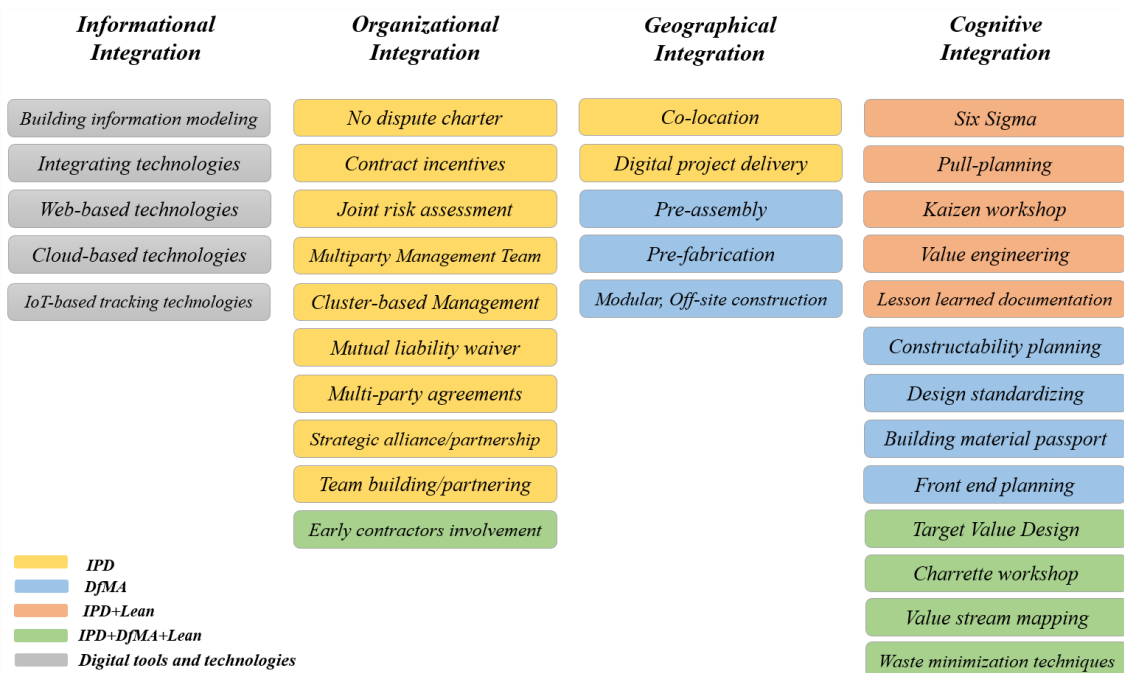 Informational
Integration
Organizational
Integration
Geographical
Integration
Cognitive
Integration
Building information modeling
Integrating technologies
Web-based technologies
Cloud-based technologies
IoT-based tracking technologies
No dispute charter
Contract incentives
Joint risk assessment
Multiparty Management Team
Cluster-based Management
Mutual liability waiver
Multi-party agreements
Strategic alliance/partnership
Team building/partnering
Early contractors involvement
Co-location
Digital project delivery
Pre-assembly
Pre-fabrication
Modular, Off-site construction
Six Sigma
Pull-planning
Kaizen workshop
Value engineering
Lesson learned documentation
Constructability planning
Design standardizing
Building material passport
Front end planning
Target Value Design
Charrette workshop
Value stream mapping
Waste minimization techniques
IPD
DfMA
IPD+Lean
IPD+DfMA+Lean
Digital tools and technologies